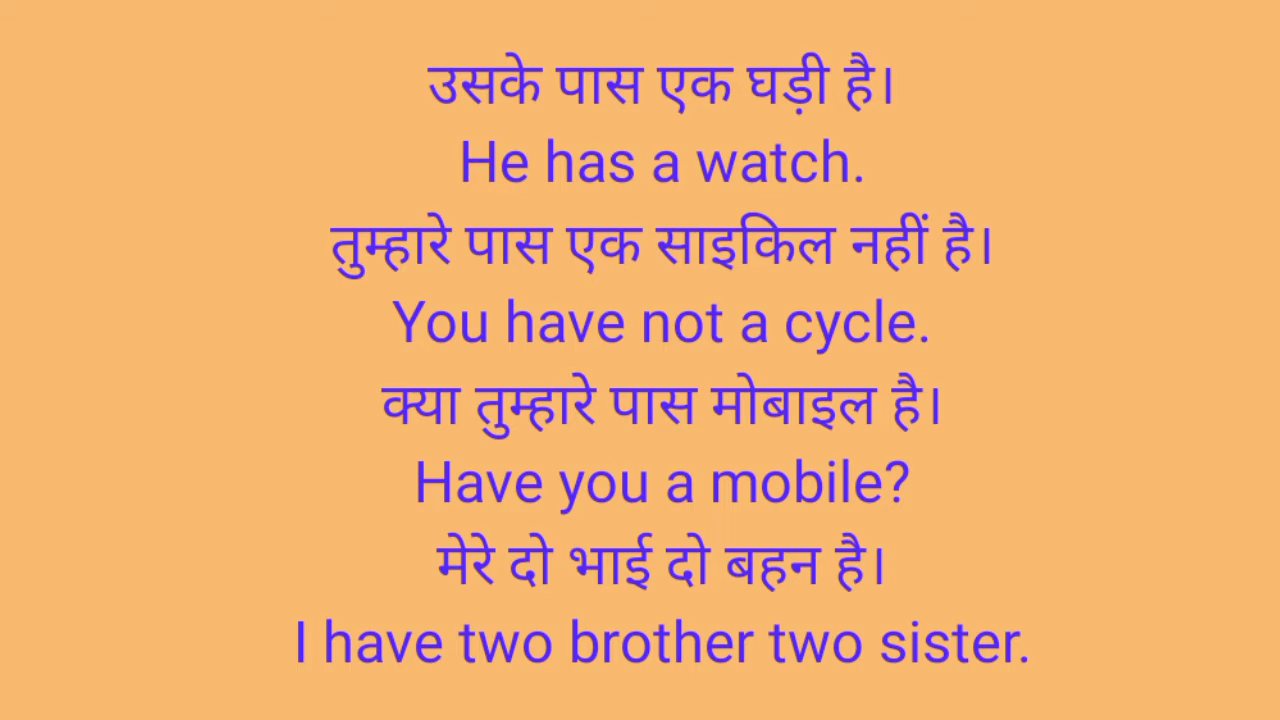 उसके पास एक घड़ी है।
He has a watch.
तुम्हारे पास एक साइकिल नहीं है।
You have not a cycle.
क्या तुम्हारे पास मोबाइल है।
Have you a mobile?
मेरे दो भाई दो बहन है।
I have two brother two sister.